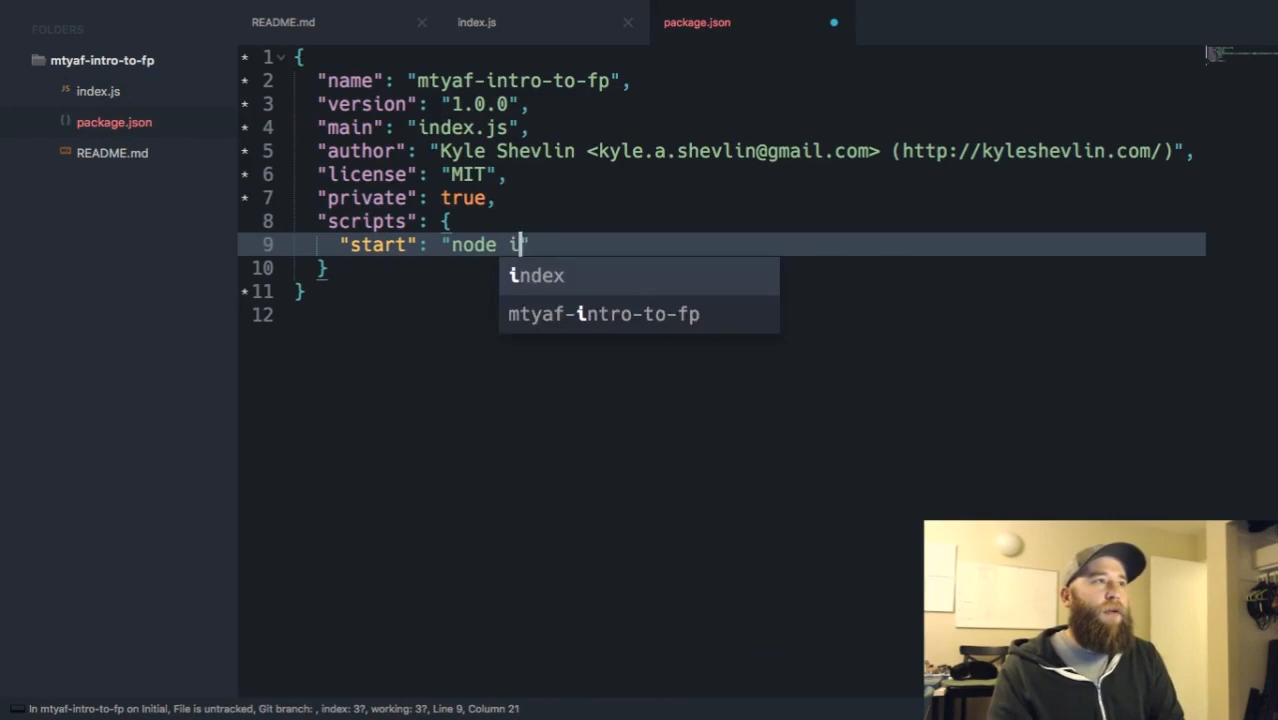 FOLDERS
mtyaf-intro-to-fp
index.js
package.json
README.md
README.md
index.js
package.json
1 {
2 "name": "mtyaf-intro-to-fp",
3 "version": "1.0.0",
4 "main": "index.js",
5 "author": "Kyle Shevlin <kyle.a.shevlin@gmail.com> (http://kyleshevlin.com/)",
6 "license": "MIT",
7 "private": true,
8 "scripts": {
9 "start": "node i"
10 }
11 }
12
index
mtyaf-intro-to-fp
In mtyaf-intro-to-fp on Initial, File is untracked, Git branch: , index: 3?, working: 3?, Line 9, Column 21